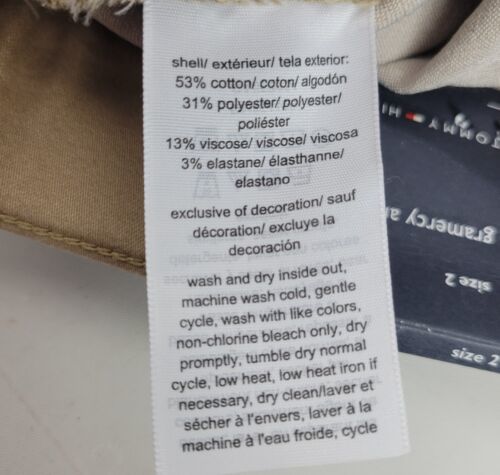 shell/ extérieur/ tela exterior:
53% cotton/ coton/ algodón
31% polyester/ polyester/
poliéster
13% viscose/ viscose/ viscosa
3% elastane/ élasthanne/
elastano
exclusive of decoration/ sauf
décoration/ excluye la
decoración
wash and dry inside out,
machine wash cold, gentle
cycle, wash with like colors,
non-chlorine bleach only, dry
promptly, tumble dry normal
cycle, low heat, low heat iron if
necessary, dry clean/laver et
sécher à l'envers, laver à la
machine à l'eau froide, cycle
TOMMY HI
gramercy
size 2
size 2